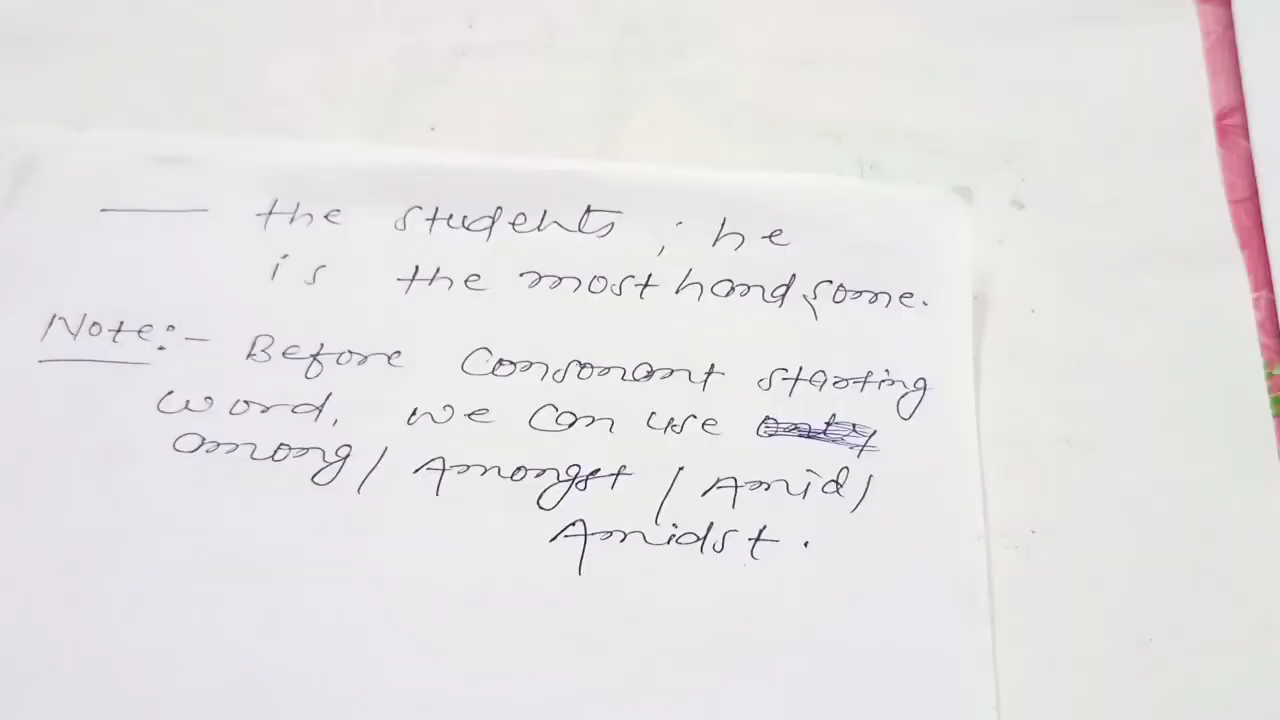 ——— the students ; he
is the most handsome.
Note:- Before Consonant starting
word, we can use
among / Amongst / Amid /
Amidst.